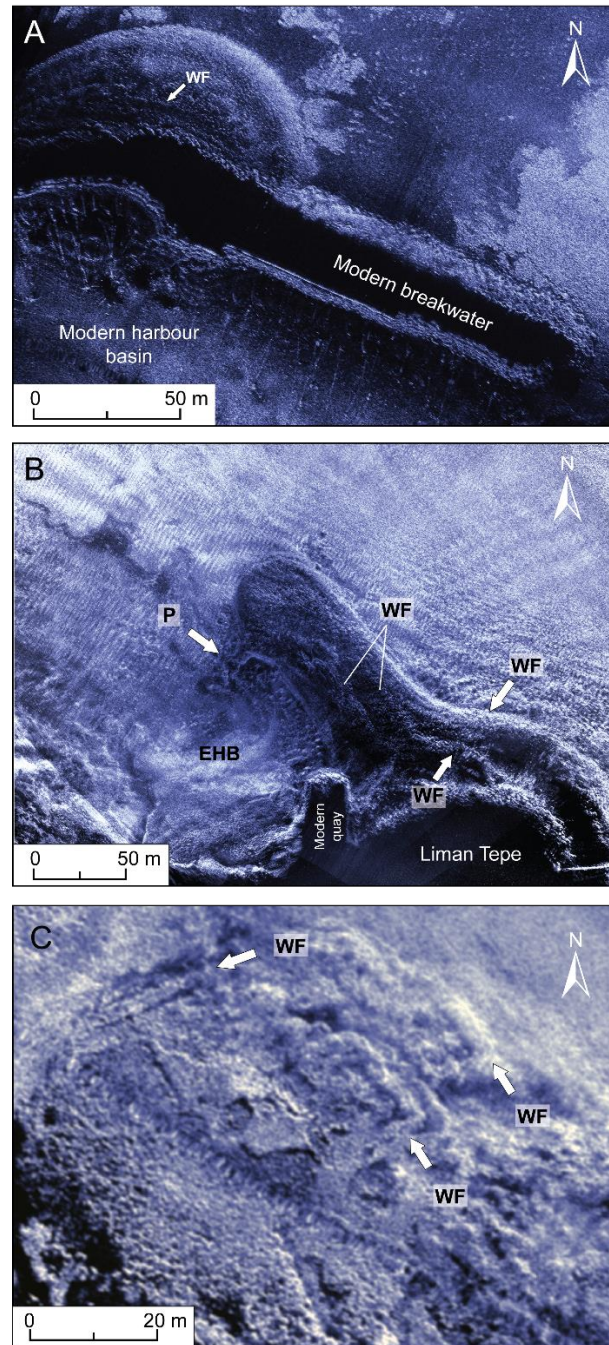 A
N
WF
Modern breakwater
Modern harbour
basin
0 50 m
B
N
P
WF
WF
EHB
WF
Modern
quay
Liman Tepe
0 50 m
C
N
WF
WF
WF
0 20 m